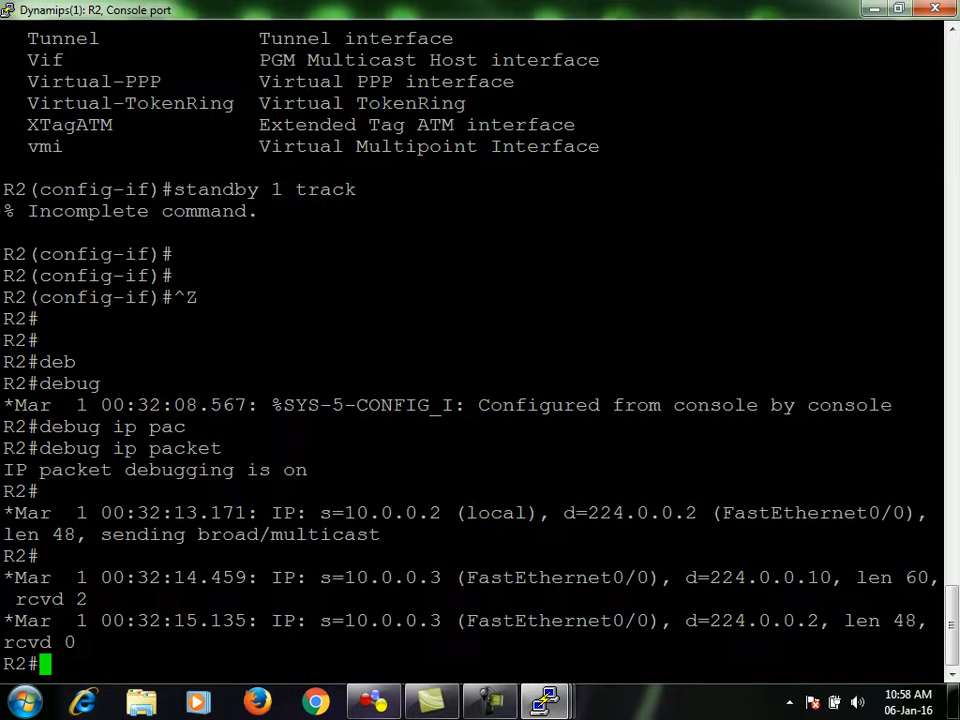 Dynamips(1): R2, Console port
Tunnel Tunnel interface
Vif PGM Multicast Host interface
Virtual-PPP Virtual PPP interface
Virtual-TokenRing Virtual TokenRing
XTagATM Extended Tag ATM interface
vmi Virtual Multipoint Interface
R2(config-if)#standby 1 track
% Incomplete command.
R2(config-if)#
R2(config-if)#
R2(config-if)#^Z
R2#
R2#
R2#deb
R2#debug
*Mar  1 00:32:08.567: %SYS-5-CONFIG_I: Configured from console by console
R2#debug ip pac
R2#debug ip packet
IP packet debugging is on
R2#
*Mar  1 00:32:13.171: IP: s=10.0.0.2 (local), d=224.0.0.2 (FastEthernet0/0),
len 48, sending broad/multicast
R2#
*Mar  1 00:32:14.459: IP: s=10.0.0.3 (FastEthernet0/0), d=224.0.0.10, len 60,
rcvd 2
*Mar  1 00:32:15.135: IP: s=10.0.0.3 (FastEthernet0/0), d=224.0.0.2, len 48,
rcvd 0
R2#
10:58 AM
06-Jan-16